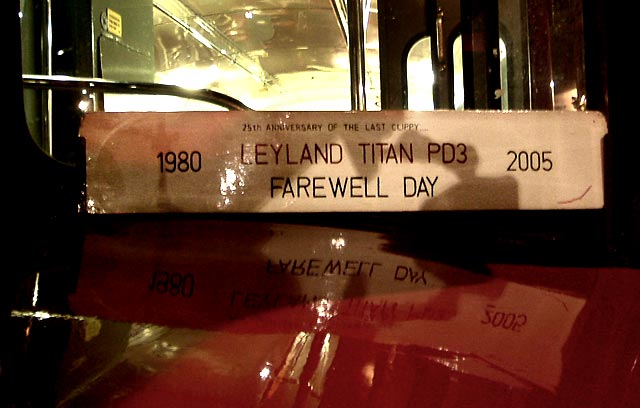 25th ANNIVERSARY OF THE LAST CLIPPY....
1980 LEYLAND TITAN PD3 2005
FAREWELL DAY